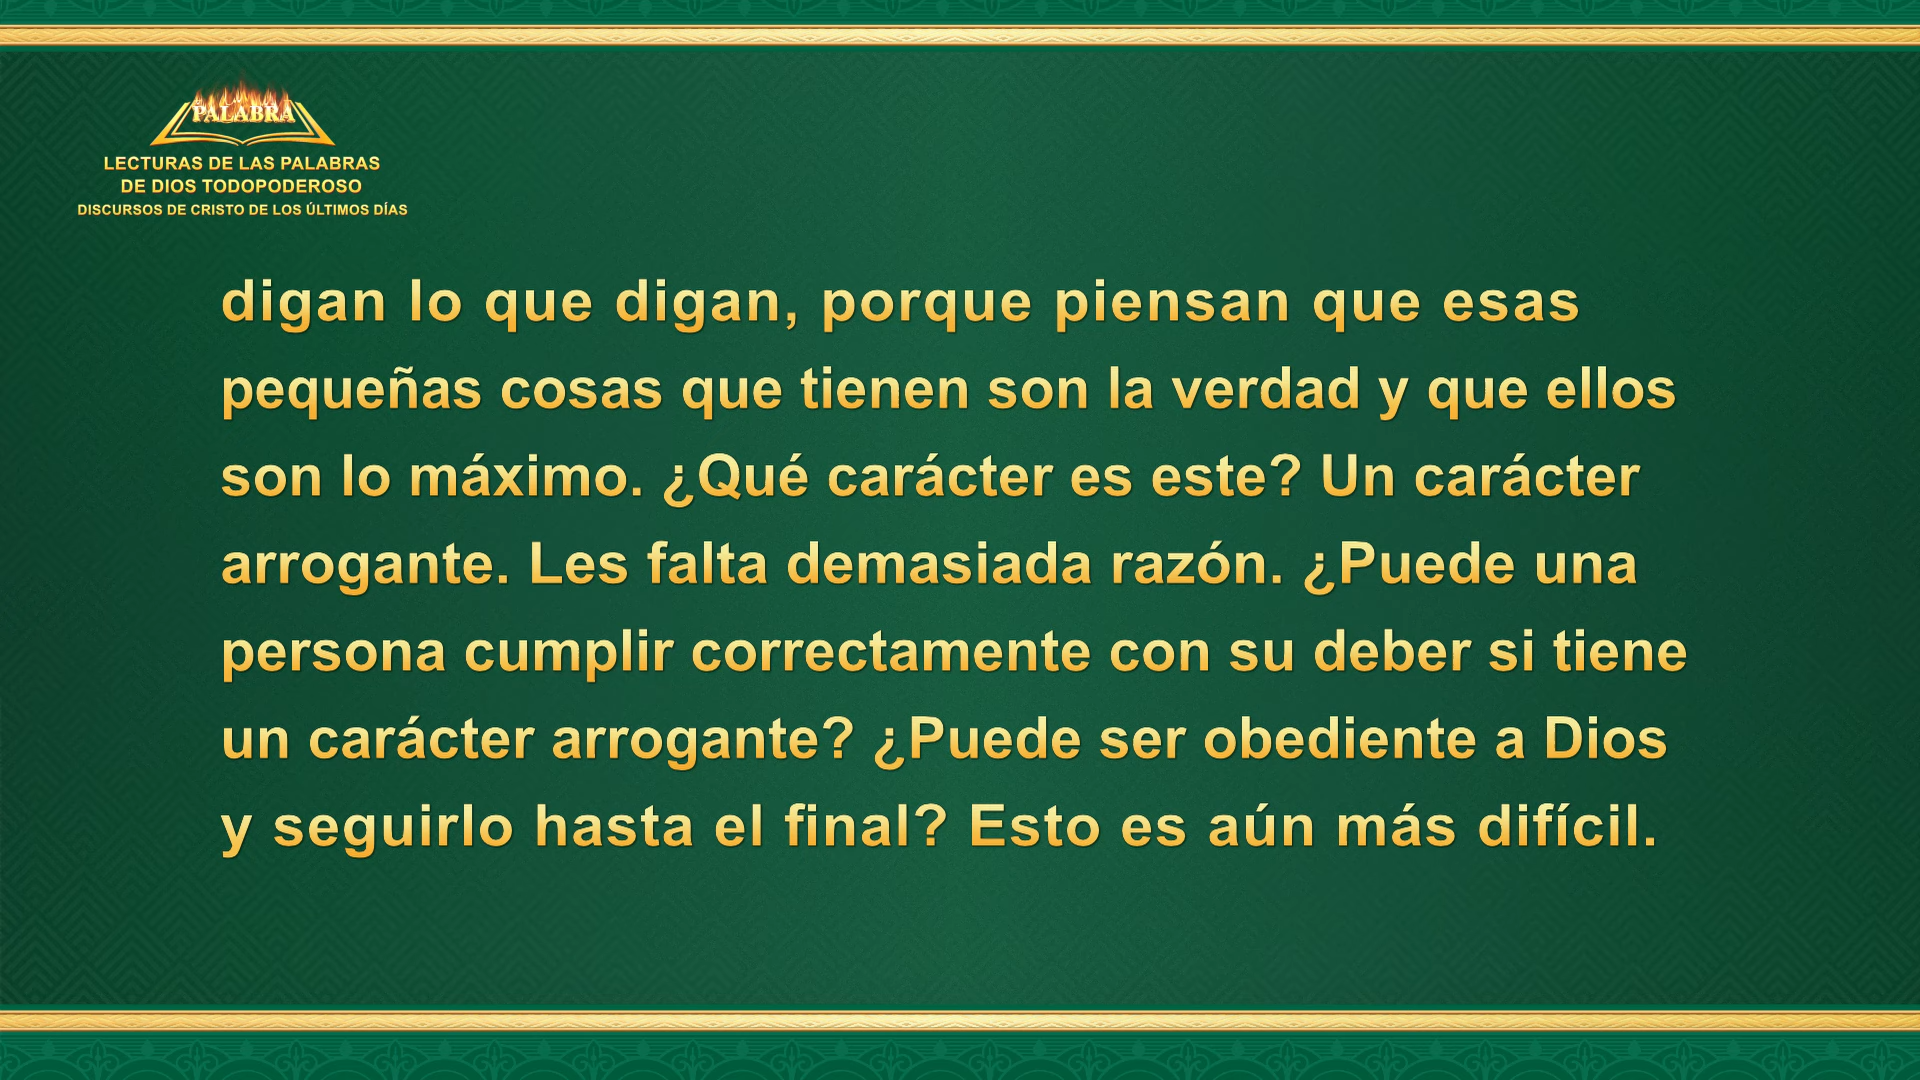 PALABRA
LECTURAS DE LAS PALABRAS
DE DIOS TODOPODEROSO
DISCURSOS DE CRISTO DE LOS ÚLTIMOS DÍAS
digan lo que digan, porque piensan que esas
pequeñas cosas que tienen son la verdad y que ellos
son lo máximo. ¿Qué carácter es este? Un carácter
arrogante. Les falta demasiada razón. ¿Puede una
persona cumplir correctamente con su deber si tiene
un carácter arrogante? ¿Puede ser obediente a Dios
y seguirlo hasta el final? Esto es aún más difícil.